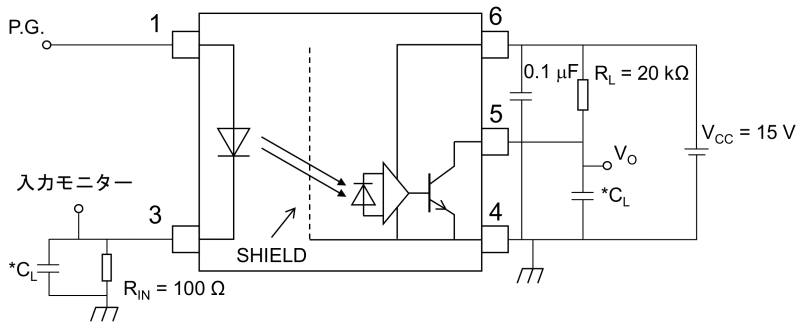 P.G.
1
6
0.1 μF
R_L = 20 kΩ
5
V_CC = 15 V
V_O
入力モニター
*C_L
3
4
SHIELD
*C_L
R_IN = 100 Ω